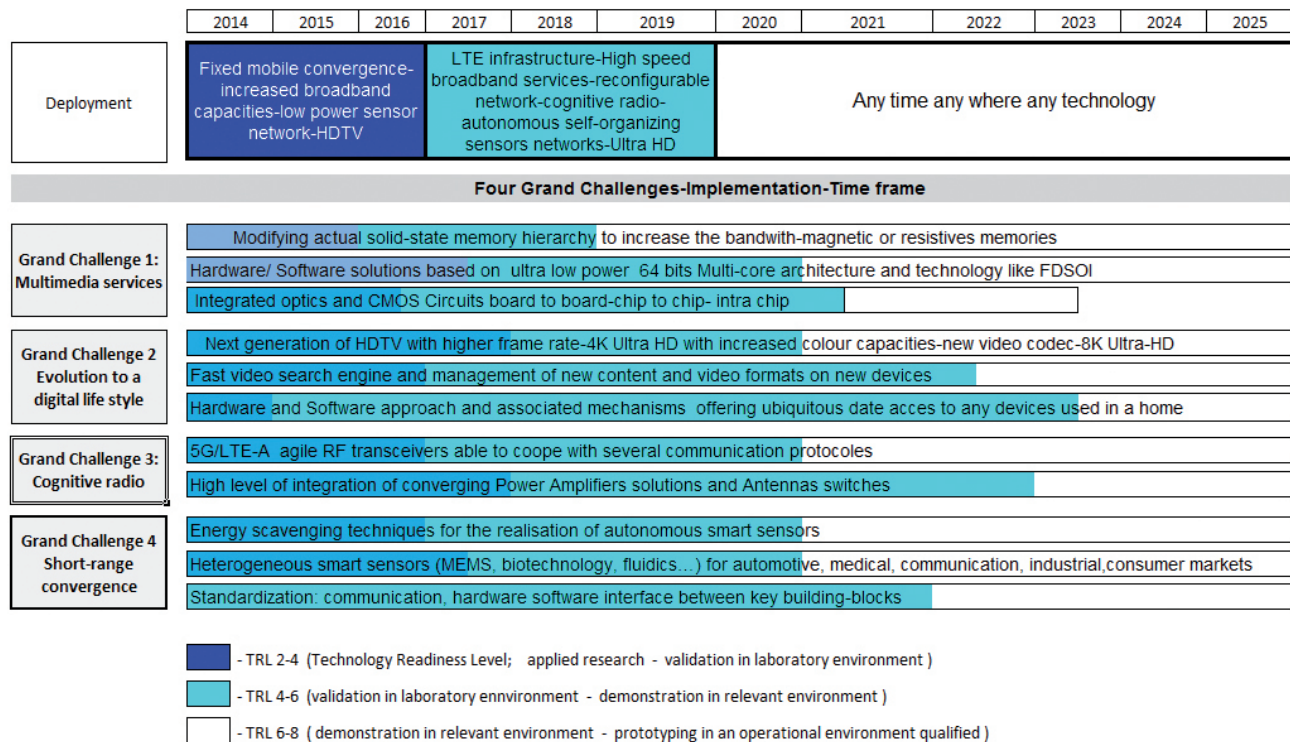 2014 2015 2016 2017 2018 2019 2020 2021 2022 2023 2024 2025
Deployment
Fixed mobile convergence-
increased broadband
capacities-low power sensor
network-HDTV
LTE infrastructure-High speed
broadband services-reconfigurable
network-cognitive radio-
autonomous self-organizing
sensors networks-Ultra HD
Any time any where any technology
Four Grand Challenges-Implementation-Time frame
Grand Challenge 1:
Multimedia services
Modifying actual solid-state memory hierarchy to increase the bandwith-magnetic or resistives memories
Hardware/ Software solutions based on ultra low power 64 bits Multi-core architecture and technology like FDSOI
Integrated optics and CMOS Circuits board to board-chip to chip- intra chip
Grand Challenge 2
Evolution to a
digital life style
Next generation of HDTV with higher frame rate-4K Ultra HD with increased colour capacities-new video codec-8K Ultra-HD
Fast video search engine and management of new content and video formats on new devices
Hardware and Software approach and associated mechanisms offering ubiquitous date acces to any devices used in a home
Grand Challenge 3:
Cognitive radio
5G/LTE-A agile RF transceivers able to coope with several communication protocoles
High level of integration of converging Power Amplifiers solutions and Antennas switches
Grand Challenge 4
Short-range
convergence
Energy scavenging techniques for the realisation of autonomous smart sensors
Heterogeneous smart sensors (MEMS, biotechnology, fluidics...) for automotive, medical, communication, industrial,consumer markets
Standardization: communication, hardware software interface between key building-blocks
- TRL 2-4 (Technology Readiness Level; applied research - validation in laboratory environment )
- TRL 4-6 (validation in laboratory ennvironment - demonstration in relevant environment )
- TRL 6-8 ( demonstration in relevant environment - prototyping in an operational environment qualified )